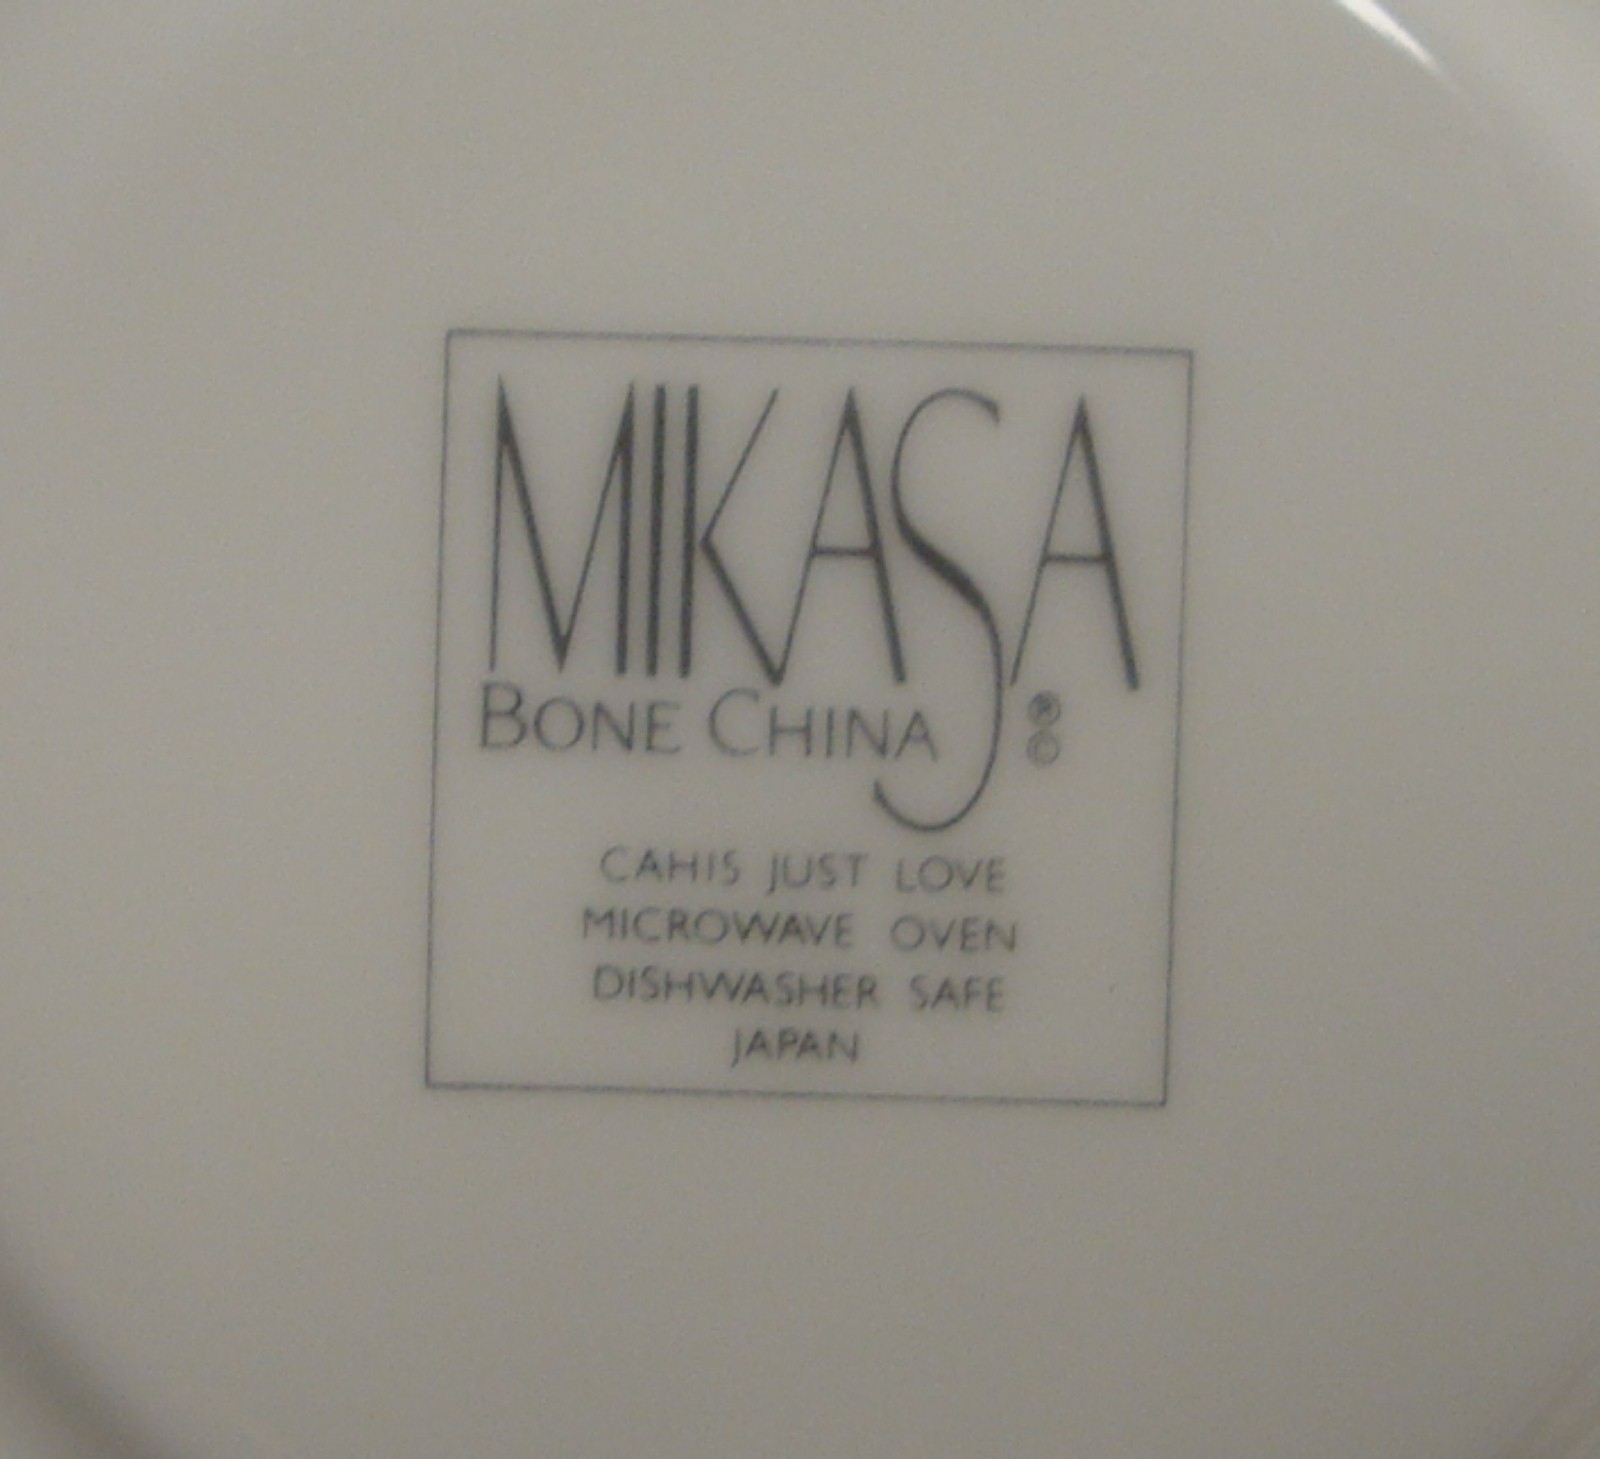 MIKASA
BONE CHINA ®
©
CAHIS JUST LOVE
MICROWAVE OVEN
DISHWASHER SAFE
JAPAN